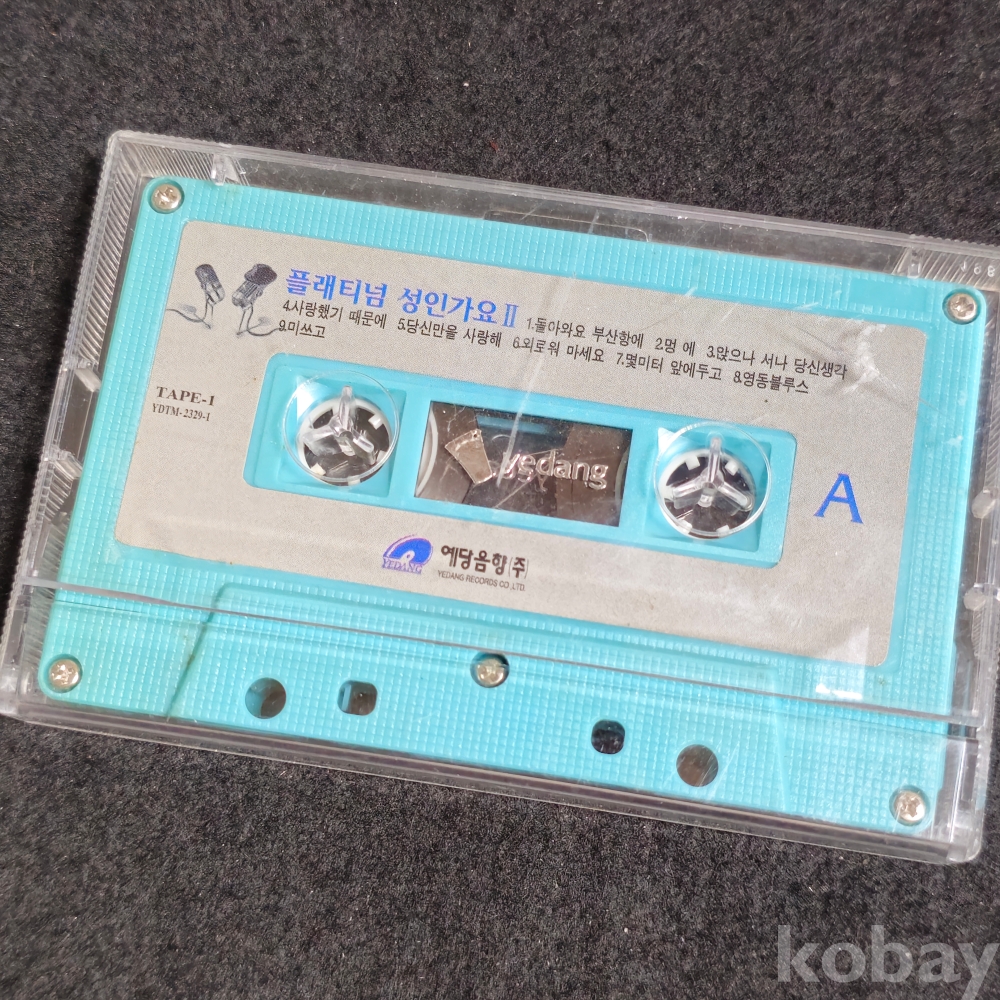 플래티넘 성인가요 II 1.돌아와요 부산항에 2.멍 에 3.앉으나 서나 당신생각
4.사랑했기 때문에 5.당신만을 사랑해 6.외로워 마세요 7.몇미터 앞에두고 8.영동블루스
9.미쓰고
TAPE-1
YDTM-2329-1
yedang
A
YEDANG
예당음향(주)
YEDANG RECORDS CO.,LTD.
kobay